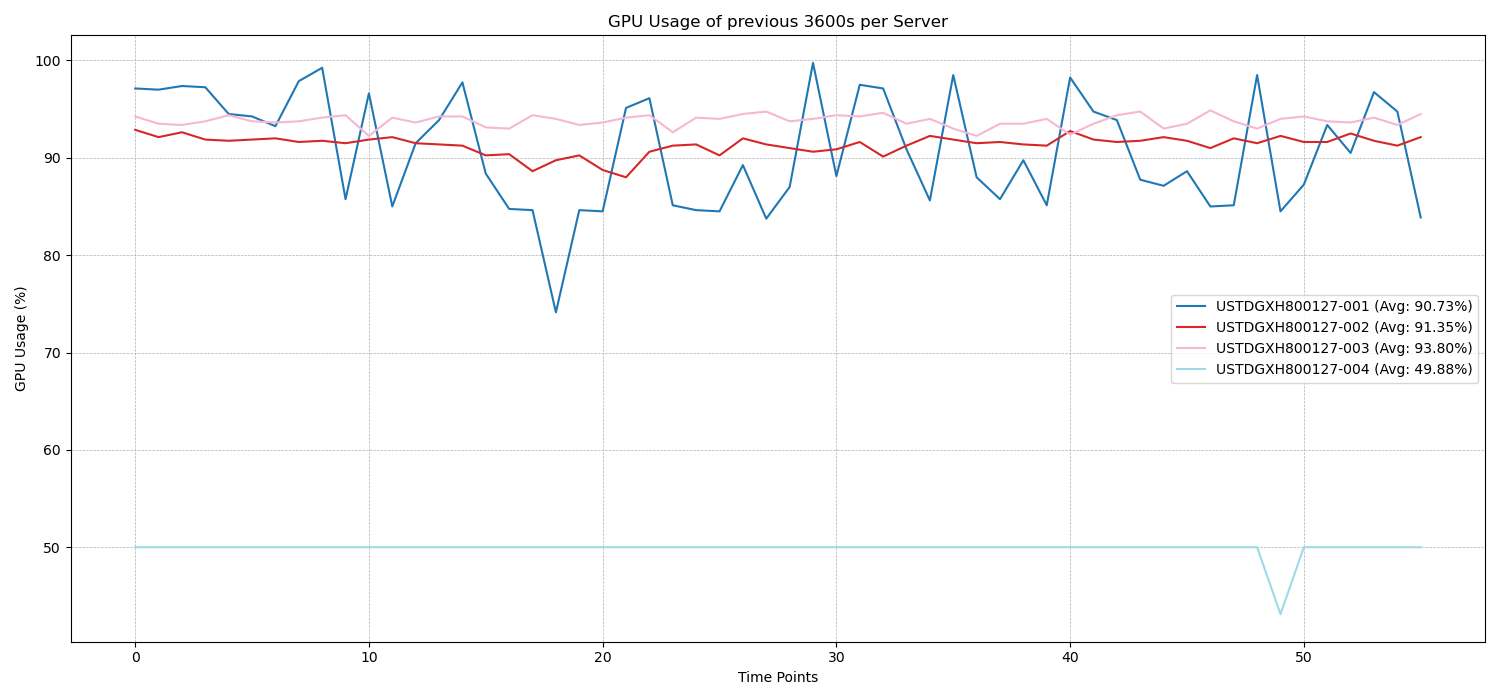 GPU Usage of previous 3600s per Server
GPU Usage (%)
100
90
80
70
60
50
USTDGXH800127-001 (Avg: 90.73%)
USTDGXH800127-002 (Avg: 91.35%)
USTDGXH800127-003 (Avg: 93.80%)
USTDGXH800127-004 (Avg: 49.88%)
0 10 20 30 40 50
Time Points